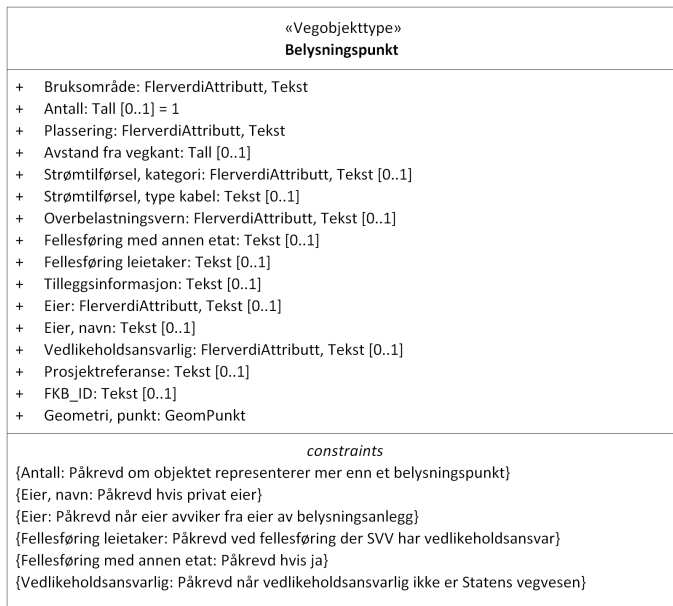 «Vegobjekttype»
Belysningspunkt
+ Bruksområde: FlerverdiAttributt, Tekst
+ Antall: Tall [0..1] = 1
+ Plassering: FlerverdiAttributt, Tekst
+ Avstand fra vegkant: Tall [0..1]
+ Strømtilførsel, kategori: FlerverdiAttributt, Tekst [0..1]
+ Strømtilførsel, type kabel: Tekst [0..1]
+ Overbelastningsvern: FlerverdiAttributt, Tekst [0..1]
+ Fellesføring med annen etat: Tekst [0..1]
+ Fellesføring leietaker: Tekst [0..1]
+ Tilleggsinformasjon: Tekst [0..1]
+ Eier: FlerverdiAttributt, Tekst [0..1]
+ Eier, navn: Tekst [0..1]
+ Vedlikeholdsansvarlig: FlerverdiAttributt, Tekst [0..1]
+ Prosjektreferanse: Tekst [0..1]
+ FKB_ID: Tekst [0..1]
+ Geometri, punkt: GeomPunkt
constraints
{Antall: Påkrevd om objektet representerer mer enn et belysningspunkt}
{Eier, navn: Påkrevd hvis privat eier}
{Eier: Påkrevd når eier avviker fra eier av belysningsanlegg}
{Fellesføring leietaker: Påkrevd ved fellesføring der SVV har vedlikeholdsansvar}
{Fellesføring med annen etat: Påkrevd hvis ja}
{Vedlikeholdsansvarlig: Påkrevd når vedlikeholdsansvarlig ikke er Statens vegvesen}